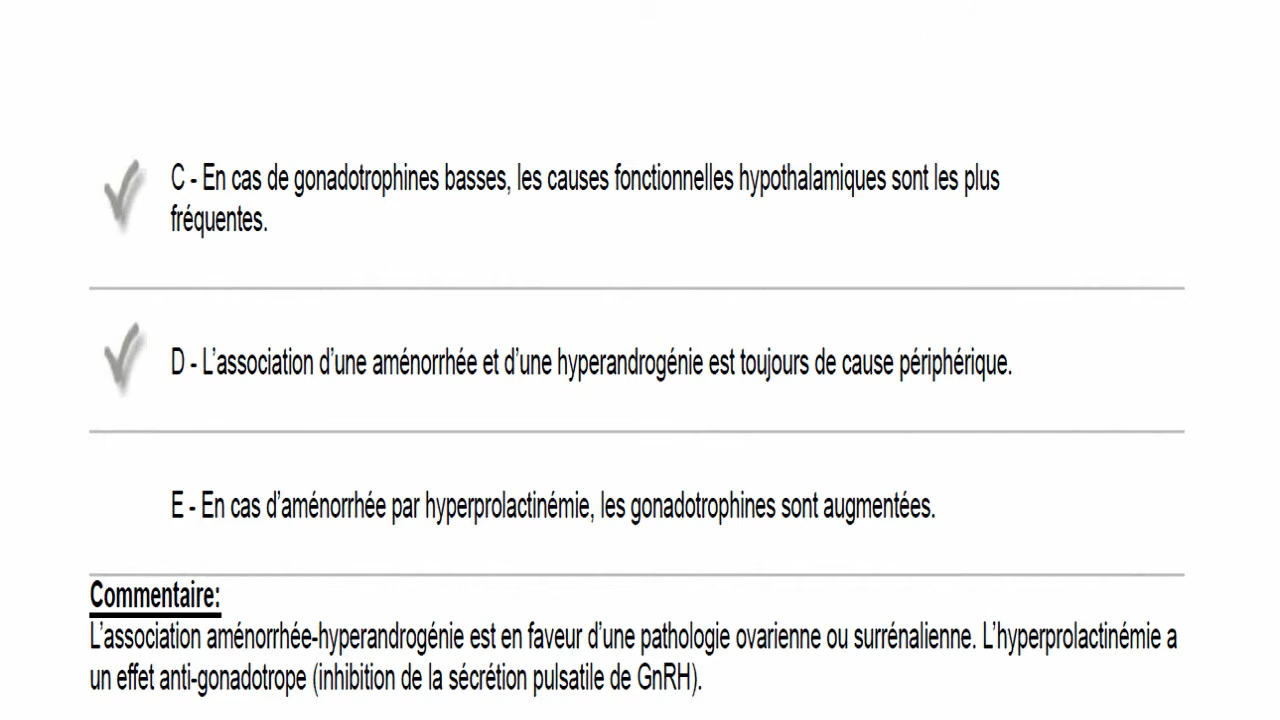 C - En cas de gonadotrophines basses, les causes fonctionnelles hypothalamiques sont les plus
fréquentes.
D - L’association d’une aménorrhée et d’une hyperandrogénie est toujours de cause périphérique.
E - En cas d’aménorrhée par hyperprolactinémie, les gonadotrophines sont augmentées.
Commentaire:
L’association aménorrhée-hyperandrogénie est en faveur d’une pathologie ovarienne ou surrénalienne. L’hyperprolactinémie a
un effet anti-gonadotrope (inhibition de la sécrétion pulsatile de GnRH).